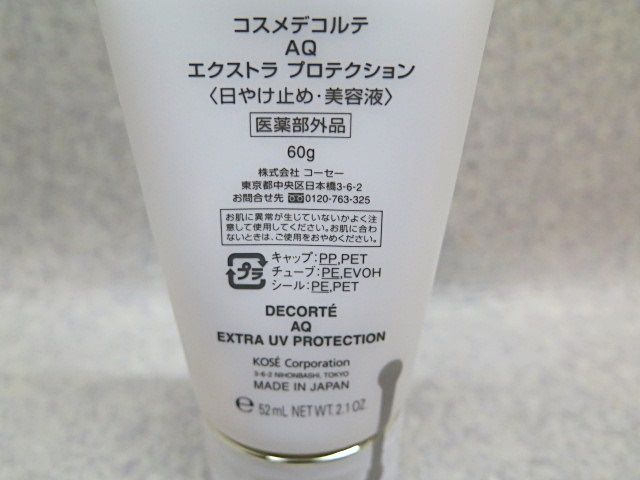 コスメデコルテ
AQ
エクストラ プロテクション
〈日やけ止め・美容液〉
医薬部外品
60g
株式会社 コーセー
東京都中央区日本橋3-6-2
お問合せ先 0120-763-325
お肌に異常が生じていないかよく注
意して使用してください。お肌に合わ
ないときは、ご使用をおやめください。
プラ
キャップ:PP,PET
チューブ:PE,EVOH
シール:PE,PET
DECORTÉ
AQ
EXTRA UV PROTECTION
KOSÉ Corporation
3-6-2 NIHONBASHI, TOKYO
MADE IN JAPAN
℮ 52mL NET WT. 2.1 OZ.